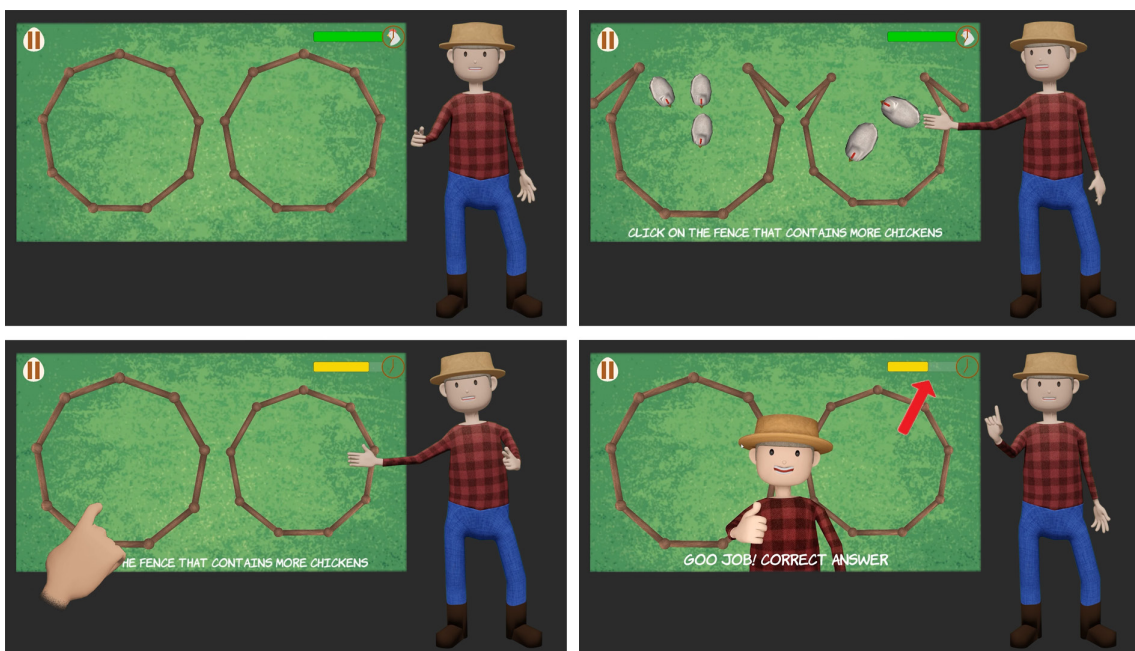 CLICK ON THE FENCE THAT CONTAINS MORE CHICKENS
HE FENCE THAT CONTAINS MORE CHICKENS
GOO JOB! CORRECT ANSWER